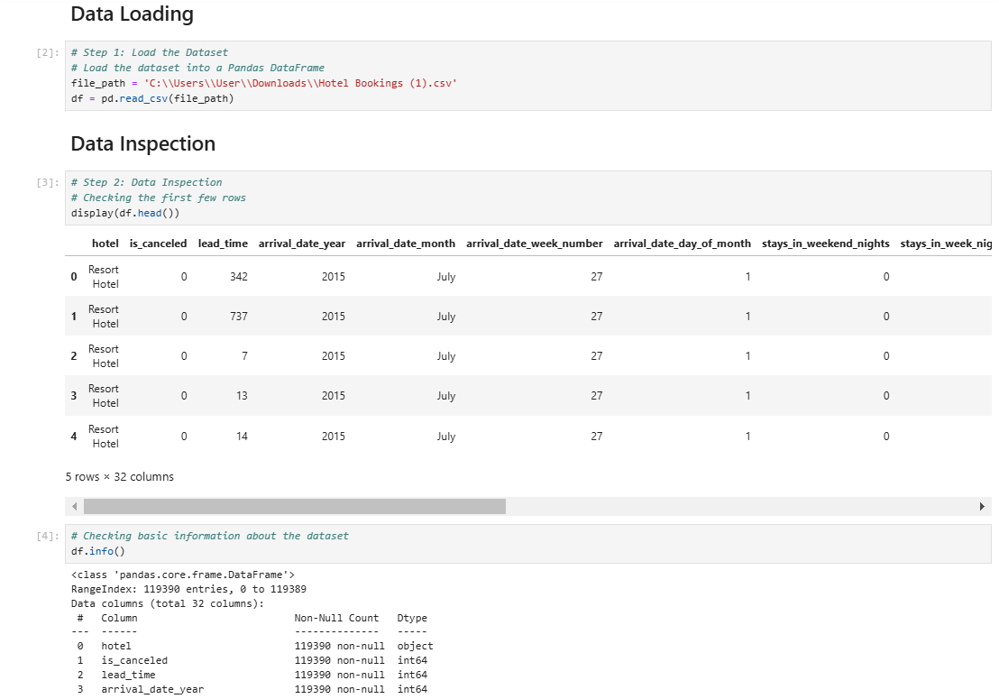 Data Loading
[2]: # Step 1: Load the Dataset
# Load the dataset into a Pandas DataFrame
file_path = 'C:\\Users\\User\\Downloads\\Hotel Bookings (1).csv'
df = pd.read_csv(file_path)
Data Inspection
[3]: # Step 2: Data Inspection
# Checking the first few rows
display(df.head())
hotel is_canceled lead_time arrival_date_year arrival_date_month arrival_date_week_number arrival_date_day_of_month stays_in_weekend_nights stays_in_week_nig
0 Resort Hotel 0 342 2015 July 27 1 0
1 Resort Hotel 0 737 2015 July 27 1 0
2 Resort Hotel 0 7 2015 July 27 1 0
3 Resort Hotel 0 13 2015 July 27 1 0
4 Resort Hotel 0 14 2015 July 27 1 0
5 rows × 32 columns
[4]: # Checking basic information about the dataset
df.info()
<class 'pandas.core.frame.DataFrame'>
RangeIndex: 119390 entries, 0 to 119389
Data columns (total 32 columns):
# Column Non-Null Count Dtype
--- ------ -------------- -----
0 hotel 119390 non-null object
1 is_canceled 119390 non-null int64
2 lead_time 119390 non-null int64
3 arrival_date_year 119390 non-null int64